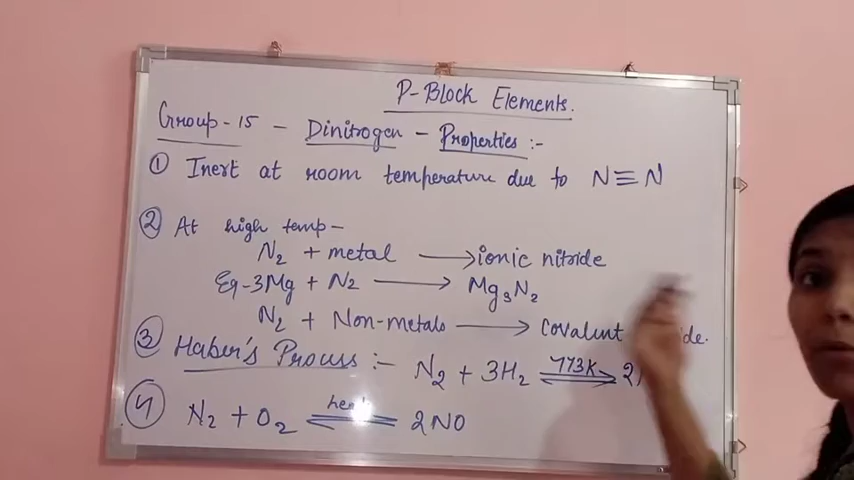 P-Block Elements.
Group-15 - Dinitrogen - Properties :-
① Inert at room temperature due to N≡N
② At high temp-
N₂ + metal ⟶ ionic nitride
Eg-3Mg + N₂ ⟶ Mg₃N₂
N₂ + Non-metals ⟶ Covalent
③ Haber's Process :- N₂ + 3H₂ ⇌ 773K 2
④ N₂ + O₂ ⇌ heat 2NO